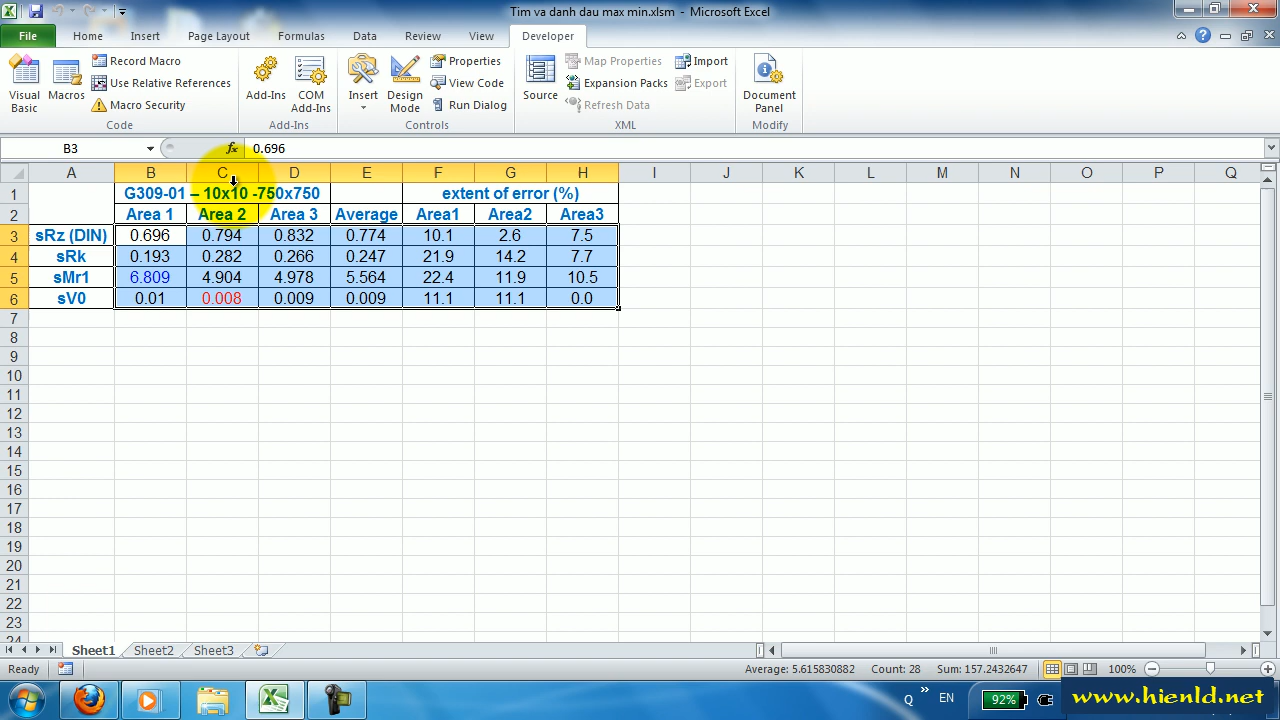 Tim va danh dau max min.xlsm - Microsoft Excel
File Home Insert Page Layout Formulas Data Review View Developer
Visual Basic
Macros
Record Macro
Use Relative References
Macro Security
Code
Add-Ins
COM Add-Ins
Add-Ins
Insert
Design Mode
Properties
View Code
Run Dialog
Controls
Source
Map Properties
Expansion Packs
Refresh Data
Import
Export
XML
Document Panel
Modify
B3 fx 0.696
A B C D E F G H I J K L M N O P Q
1 G309-01 – 10x10 -750x750 extent of error (%)
2 Area 1 Area 2 Area 3 Average Area1 Area2 Area3
3 sRz (DIN) 0.696 0.794 0.832 0.774 10.1 2.6 7.5
4 sRk 0.193 0.282 0.266 0.247 21.9 14.2 7.7
5 sMr1 6.809 4.904 4.978 5.564 22.4 11.9 10.5
6 sV0 0.01 0.008 0.009 0.009 11.1 11.1 0.0
7
8
9
10
11
12
13
14
15
16
17
18
19
20
21
22
23
24
Sheet1 Sheet2 Sheet3
Ready Average: 5.615830882 Count: 28 Sum: 157.2432647 100%
Q » EN 92%
www.hienld.net